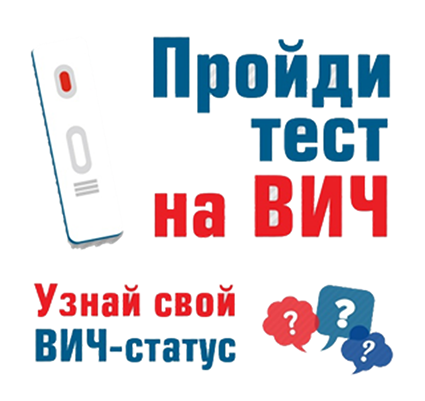 Пройди
тест
на ВИЧ
Узнай свой
ВИЧ-статус
? ? ?